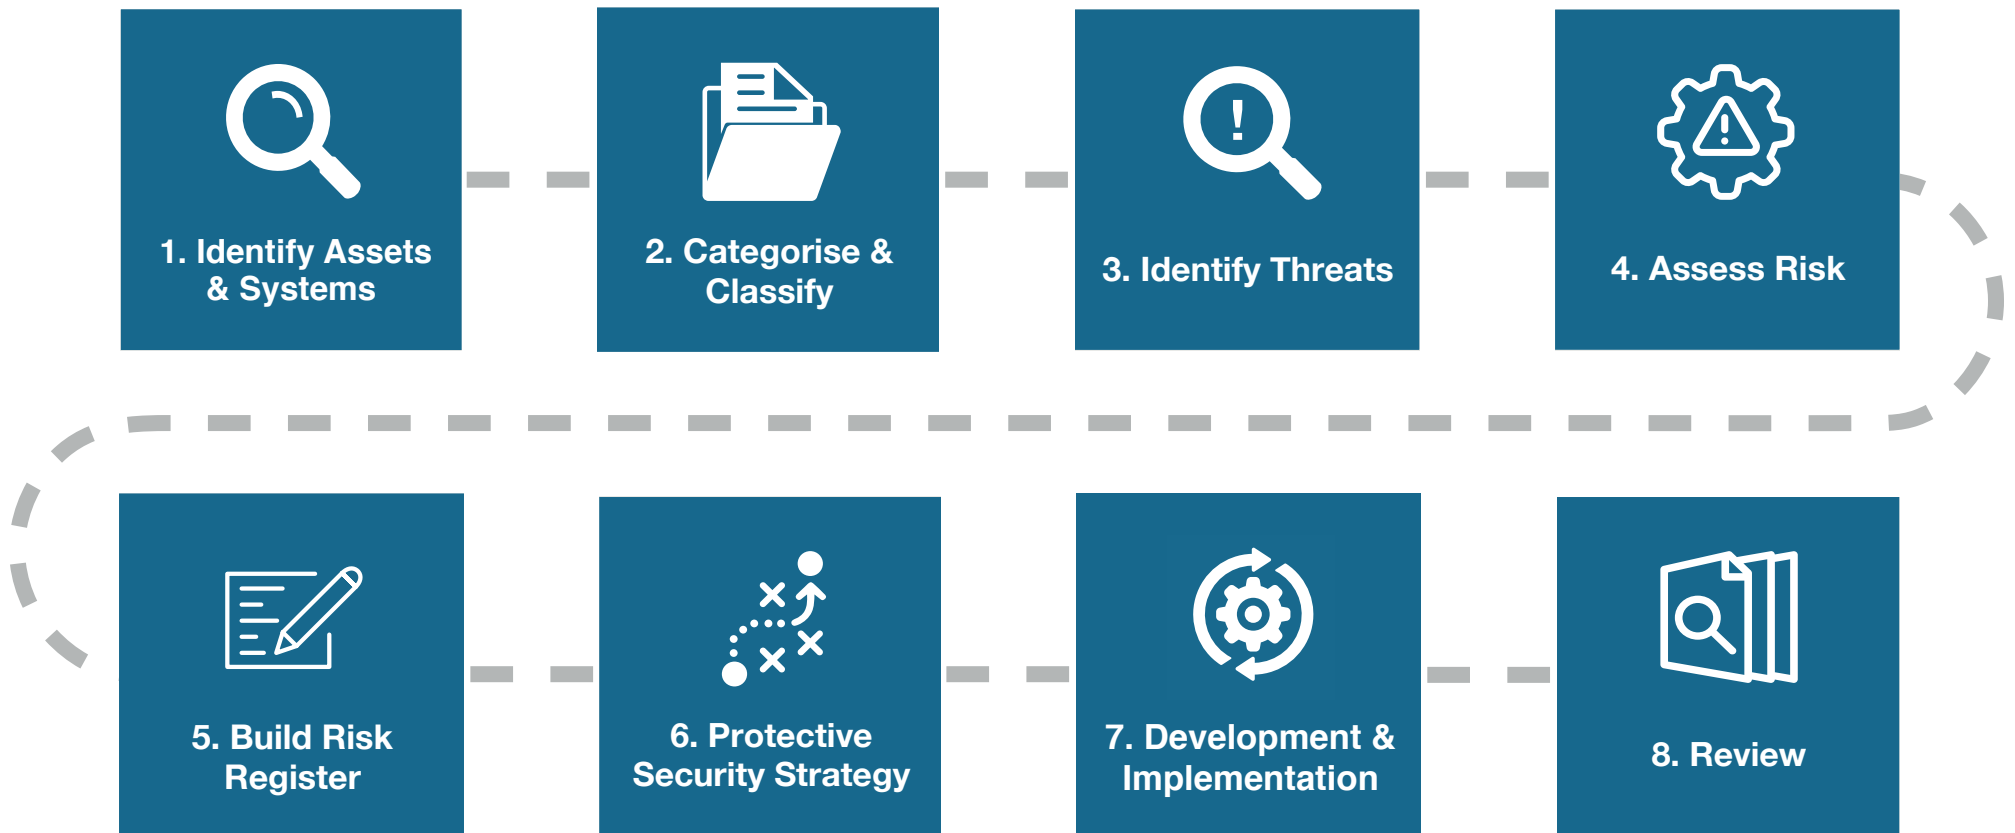 1. Identify Assets
& Systems
2. Categorise &
Classify
3. Identify Threats
4. Assess Risk
5. Build Risk
Register
6. Protective
Security Strategy
7. Development &
Implementation
8. Review